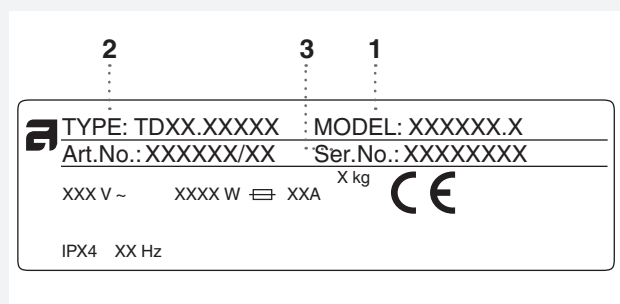 2 3 1
TYPE: TDXX.XXXXX MODEL: XXXXXX.X
Art.No.: XXXXXX/XX Ser.No.: XXXXXXXX
X kg
XXX V ~ XXXX W XXA CE
IPX4 XX Hz